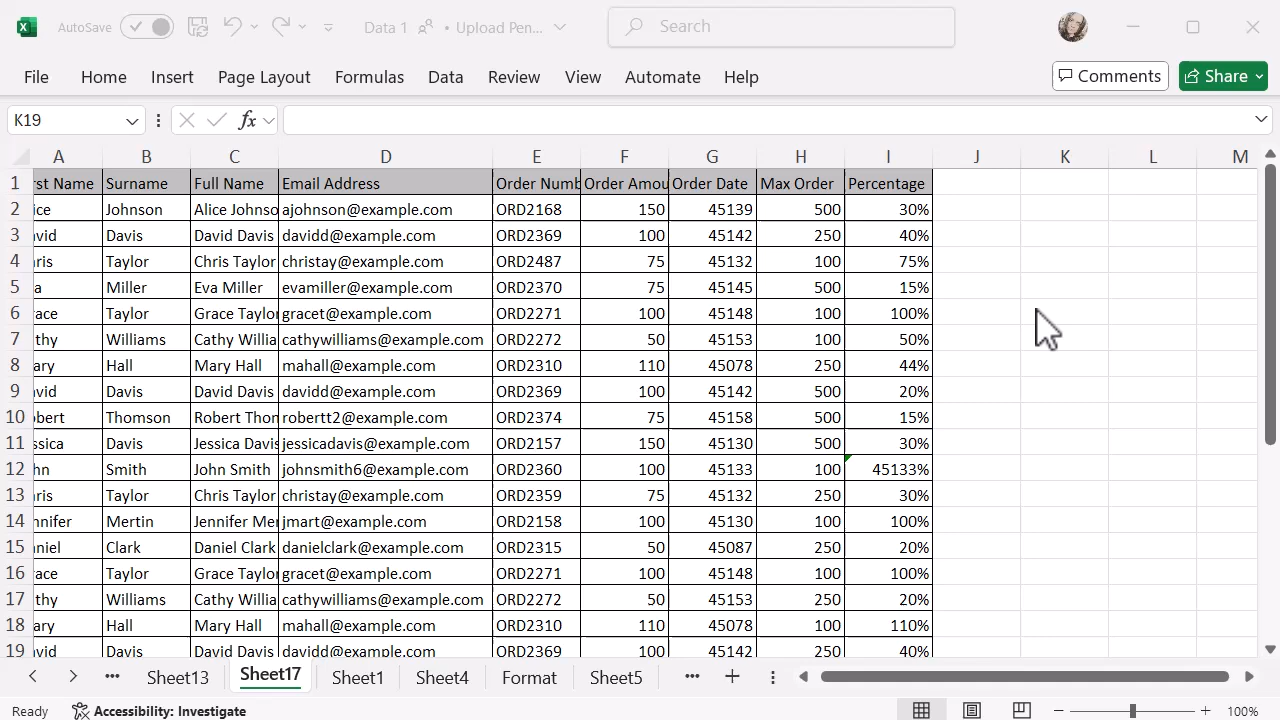 AutoSave Data 1 • Upload Pen... Search
File Home Insert Page Layout Formulas Data Review View Automate Help Comments Share
K19 fx
A B C D E F G H I J K L M
1 rst Name Surname Full Name Email Address Order Numb Order Amou Order Date Max Order Percentage
2 ice Johnson Alice Johnso ajohnson@example.com ORD2168 150 45139 500 30%
3 vid Davis David Davis davidd@example.com ORD2369 100 45142 250 40%
4 ris Taylor Chris Taylor christay@example.com ORD2487 75 45132 100 75%
5 a Miller Eva Miller evamiller@example.com ORD2370 75 45145 500 15%
6 ace Taylor Grace Taylo gracet@example.com ORD2271 100 45148 100 100%
7 thy Williams Cathy Willia cathywilliams@example.com ORD2272 50 45153 100 50%
8 ary Hall Mary Hall mahall@example.com ORD2310 110 45078 250 44%
9 vid Davis David Davis davidd@example.com ORD2369 100 45142 500 20%
10 bert Thomson Robert Thon robertt2@example.com ORD2374 75 45158 500 15%
11 ssica Davis Jessica Davis jessicadavis@example.com ORD2157 150 45130 500 30%
12 hn Smith John Smith johnsmith6@example.com ORD2360 100 45133 100 45133%
13 ris Taylor Chris Taylor christay@example.com ORD2359 75 45132 250 30%
14 nnifer Mertin Jennifer Mer jmart@example.com ORD2158 100 45130 100 100%
15 niel Clark Daniel Clark danielclark@example.com ORD2315 50 45087 250 20%
16 ace Taylor Grace Taylo gracet@example.com ORD2271 100 45148 100 100%
17 thy Williams Cathy Willia cathywilliams@example.com ORD2272 50 45153 250 20%
18 ary Hall Mary Hall mahall@example.com ORD2310 110 45078 100 110%
19 vid Davis David Davis davidd@example.com ORD2369 100 45142 250 40%
Sheet13 Sheet17 Sheet1 Sheet4 Format Sheet5
Ready Accessibility: Investigate 100%